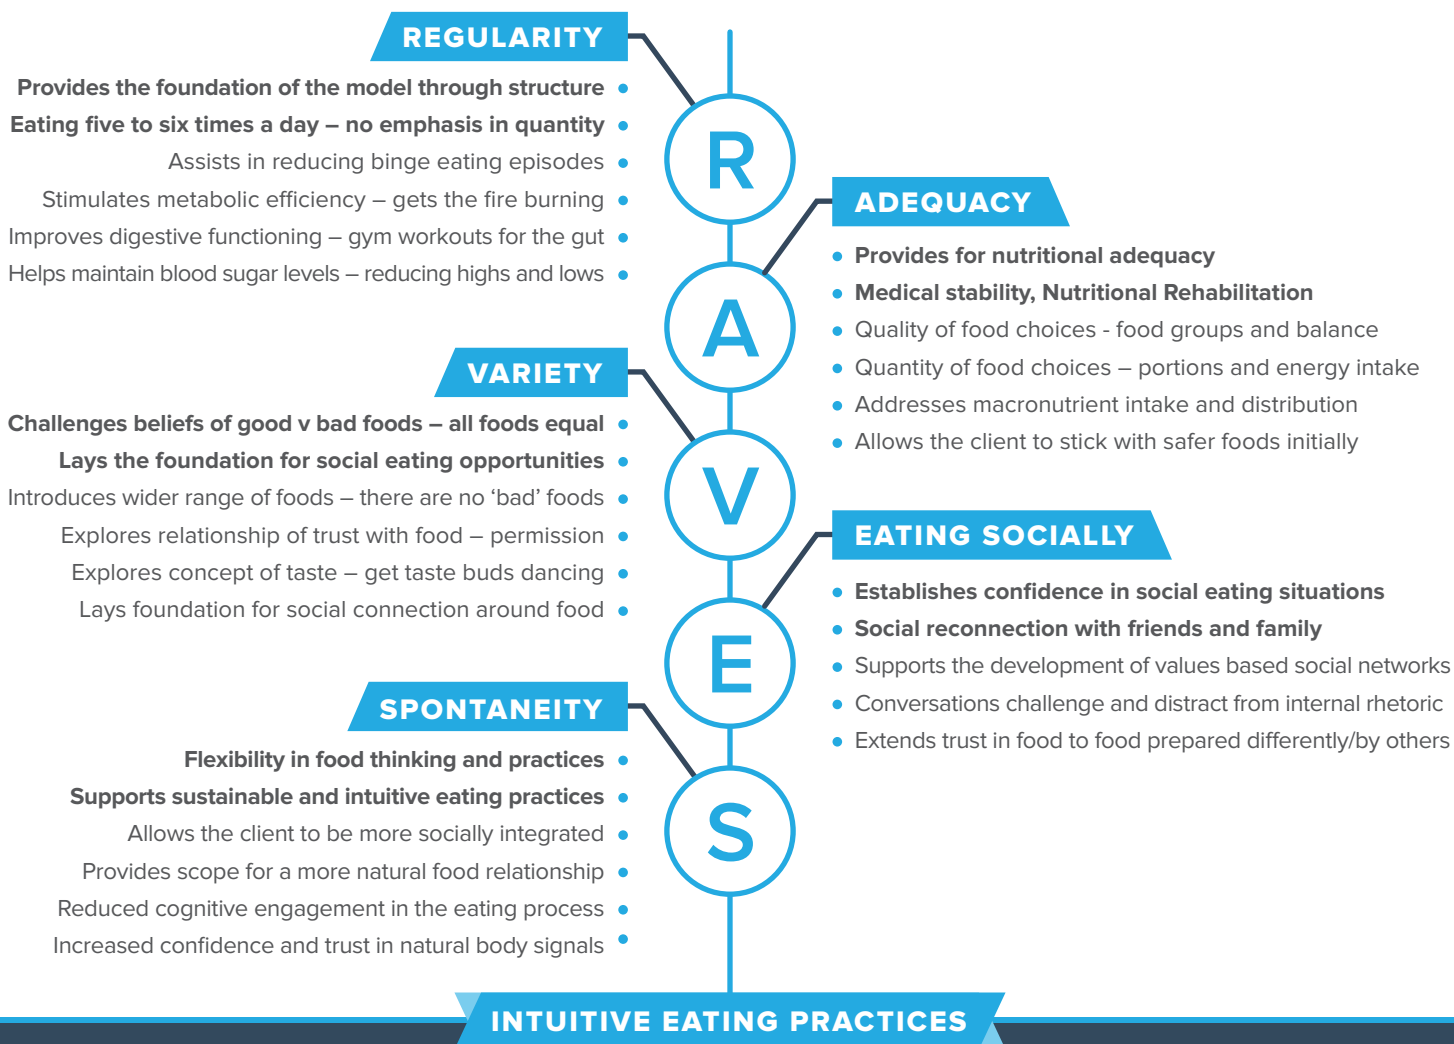 REGULARITY
Provides the foundation of the model through structure
Eating five to six times a day – no emphasis in quantity
Assists in reducing binge eating episodes
Stimulates metabolic efficiency – gets the fire burning
Improves digestive functioning – gym workouts for the gut
Helps maintain blood sugar levels – reducing highs and lows
R
ADEQUACY
Provides for nutritional adequacy
Medical stability, Nutritional Rehabilitation
Quality of food choices - food groups and balance
Quantity of food choices – portions and energy intake
Addresses macronutrient intake and distribution
Allows the client to stick with safer foods initially
A
VARIETY
Challenges beliefs of good v bad foods – all foods equal
Lays the foundation for social eating opportunities
Introduces wider range of foods – there are no ‘bad’ foods
Explores relationship of trust with food – permission
Explores concept of taste – get taste buds dancing
Lays foundation for social connection around food
V
EATING SOCIALLY
Establishes confidence in social eating situations
Social reconnection with friends and family
Supports the development of values based social networks
Conversations challenge and distract from internal rhetoric
Extends trust in food to food prepared differently/by others
E
SPONTANEITY
Flexibility in food thinking and practices
Supports sustainable and intuitive eating practices
Allows the client to be more socially integrated
Provides scope for a more natural food relationship
Reduced cognitive engagement in the eating process
Increased confidence and trust in natural body signals
S
INTUITIVE EATING PRACTICES